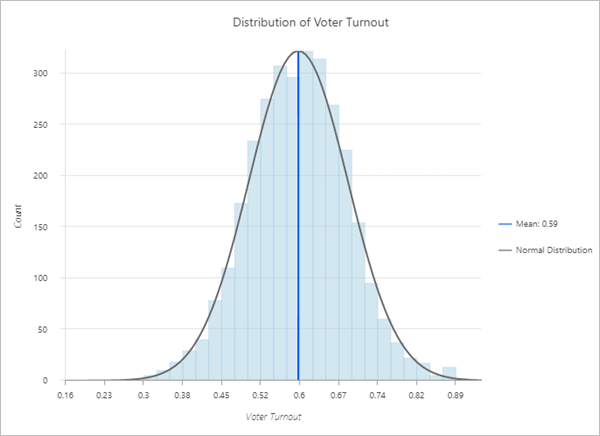 Distribution of Voter Turnout
300
250
200
150
100
50
0
Count
0.16 0.23 0.3 0.38 0.45 0.52 0.6 0.67 0.74 0.82 0.89
Voter Turnout
Mean: 0.59
Normal Distribution